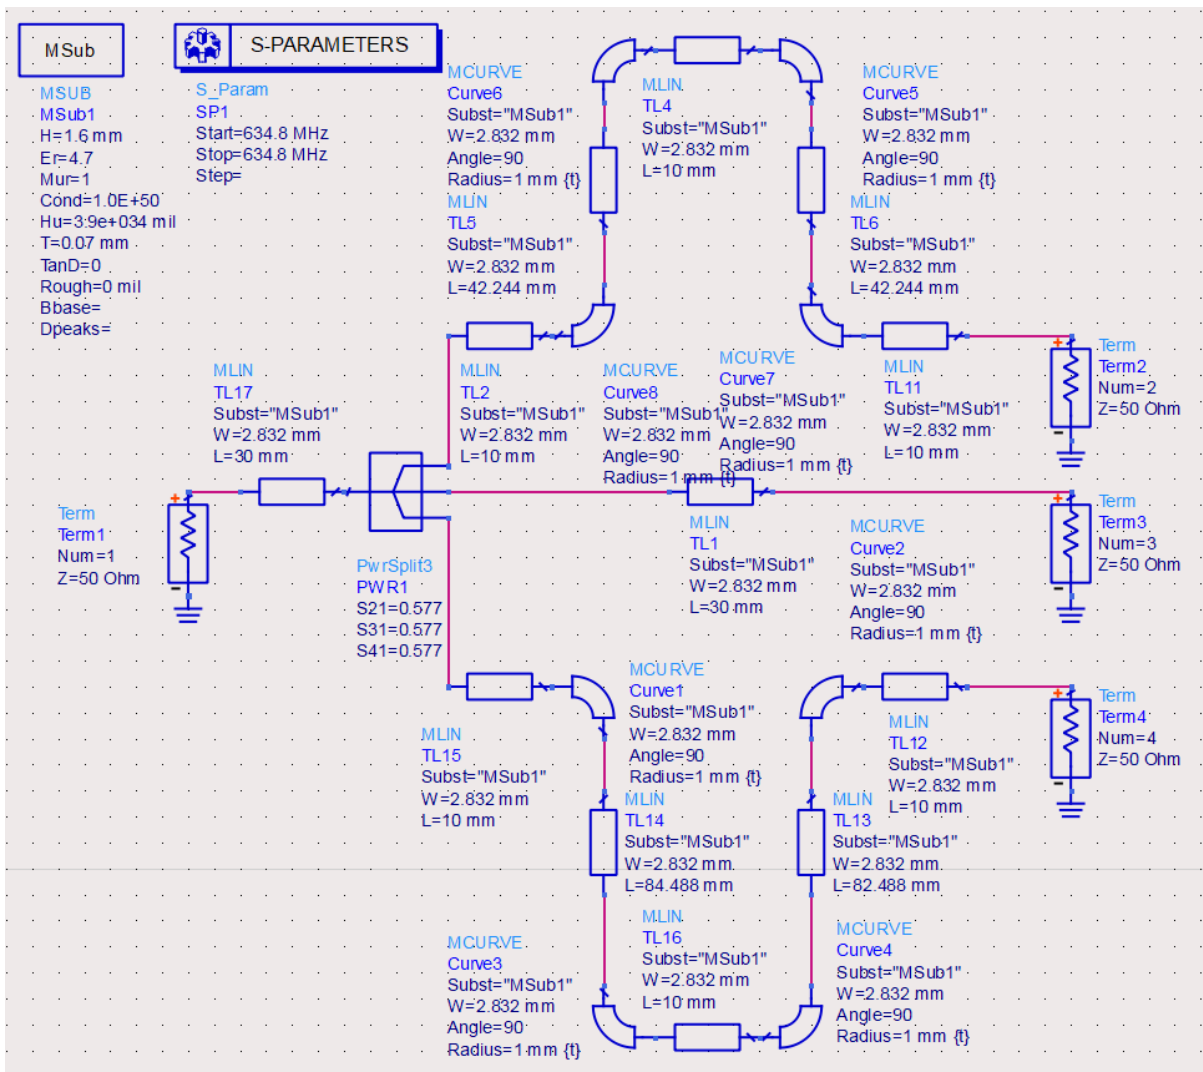 MSub
S-PARAMETERS
MSUB
MSub1
H=1.6 mm
Er=4.7
Mur=1
Cond=1.0E+50
Hu=3.9e+034 mil
T=0.07 mm
TanD=0
Rough=0 mil
Bbase=
Dpeaks=
S_Param
SP1
Start=634.8 MHz
Stop=634.8 MHz
Step=
MCURVE
Curve6
Subst="MSub1"
W=2.832 mm
Angle=90
Radius=1 mm {t}
MLIN
TL4
Subst="MSub1"
W=2.832 mm
L=10 mm
MCURVE
Curve5
Subst="MSub1"
W=2.832 mm
Angle=90
Radius=1 mm {t}
MLIN
TL5
Subst="MSub1"
W=2.832 mm
L=42.244 mm
MLIN
TL6
Subst="MSub1"
W=2.832 mm
L=42.244 mm
MLIN
TL17
Subst="MSub1"
W=2.832 mm
L=30 mm
MLIN
TL2
Subst="MSub1"
W=2.832 mm
L=10 mm
MCURVE
Curve8
Subst="MSub1"
W=2.832 mm
Angle=90
Radius=1 mm {t}
MCURVE
Curve7
Subst="MSub1"
W=2.832 mm
Angle=90
Radius=1 mm {t}
MLIN
TL11
Subst="MSub1"
W=2.832 mm
L=10 mm
+
-
Term
Term2
Num=2
Z=50 Ohm
Term
Term1
Num=1
Z=50 Ohm
+
-
PwrSplit3
PWR1
S21=0.577
S31=0.577
S41=0.577
MLIN
TL1
Subst="MSub1"
W=2.832 mm
L=30 mm
MCURVE
Curve2
Subst="MSub1"
W=2.832 mm
Angle=90
Radius=1 mm {t}
+
-
Term
Term3
Num=3
Z=50 Ohm
MLIN
TL15
Subst="MSub1"
W=2.832 mm
L=10 mm
MCURVE
Curve1
Subst="MSub1"
W=2.832 mm
Angle=90
Radius=1 mm {t}
MLIN
TL12
Subst="MSub1"
W=2.832 mm
L=10 mm
+
-
Term
Term4
Num=4
Z=50 Ohm
MLIN
TL14
Subst="MSub1"
W=2.832 mm
L=84.488 mm
MLIN
TL13
Subst="MSub1"
W=2.832 mm
L=82.488 mm
MCURVE
Curve3
Subst="MSub1"
W=2.832 mm
Angle=90
Radius=1 mm {t}
MLIN
TL16
Subst="MSub1"
W=2.832 mm
L=10 mm
MCURVE
Curve4
Subst="MSub1"
W=2.832 mm
Angle=90
Radius=1 mm {t}